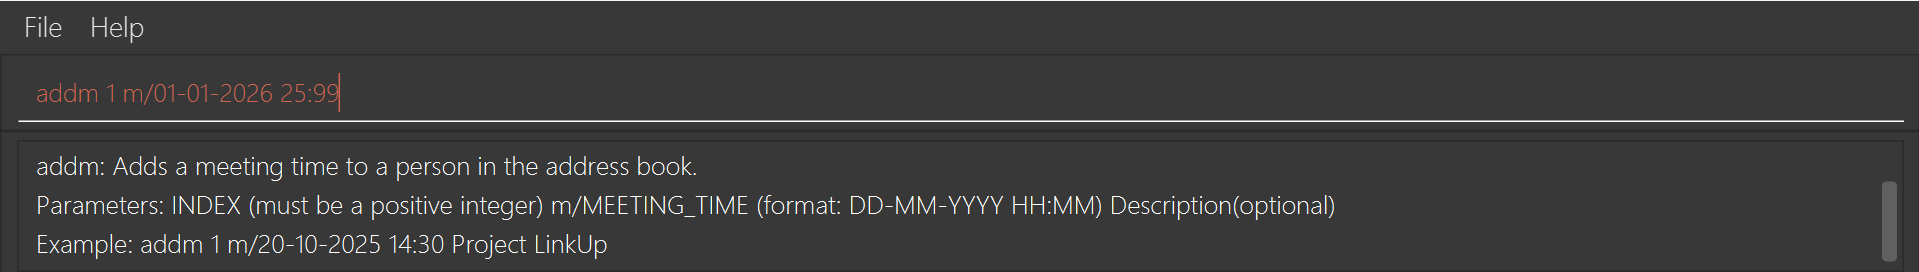 File Help
addm 1 m/01-01-2026 25:99
addm: Adds a meeting time to a person in the address book.
Parameters: INDEX (must be a positive integer) m/MEETING_TIME (format: DD-MM-YYYY HH:MM) Description(optional)
Example: addm 1 m/20-10-2025 14:30 Project LinkUp